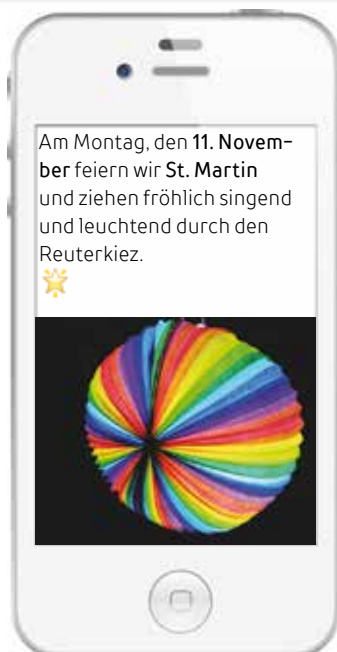 Am Montag, den 11. Novem-
ber feiern wir St. Martin
und ziehen fröhlich singend
und leuchtend durch den
Reuterkiez.